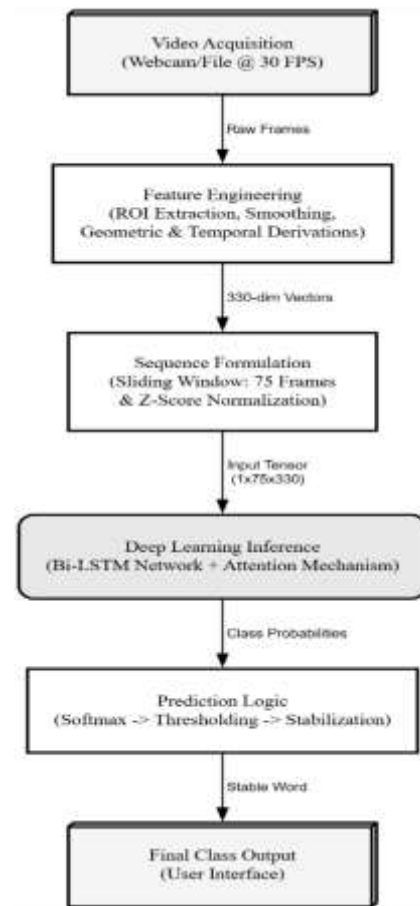 Video Acquisition
(Webcam/File @ 30 FPS)
Raw Frames
Feature Engineering
(ROI Extraction, Smoothing,
Geometric & Temporal Derivations)
330-dim Vectors
Sequence Formulation
(Sliding Window: 75 Frames
& Z-Score Normalization)
Input Tensor
(1x75x330)
Deep Learning Inference
(Bi-LSTM Network + Attention Mechanism)
Class Probabilities
Prediction Logic
(Softmax -> Thresholding -> Stabilization)
Stable Word
Final Class Output
(User Interface)